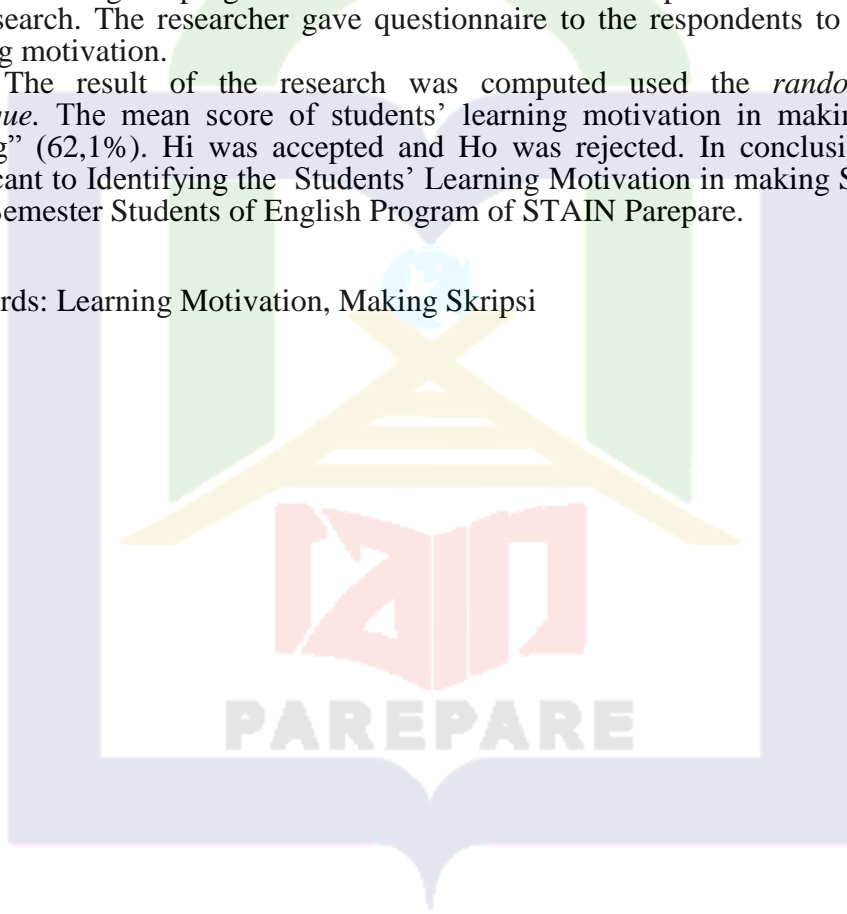 search. The researcher gave questionnaire to the respondents to
g motivation.
The result of the research was computed used the rando
ue. The mean score of students’ learning motivation in makin
g” (62,1%). Hi was accepted and Ho was rejected. In conclusi
cant to Identifying the Students’ Learning Motivation in making S
Semester Students of English Program of STAIN Parepare.
rds: Learning Motivation, Making Skripsi
iain
PAREPARE